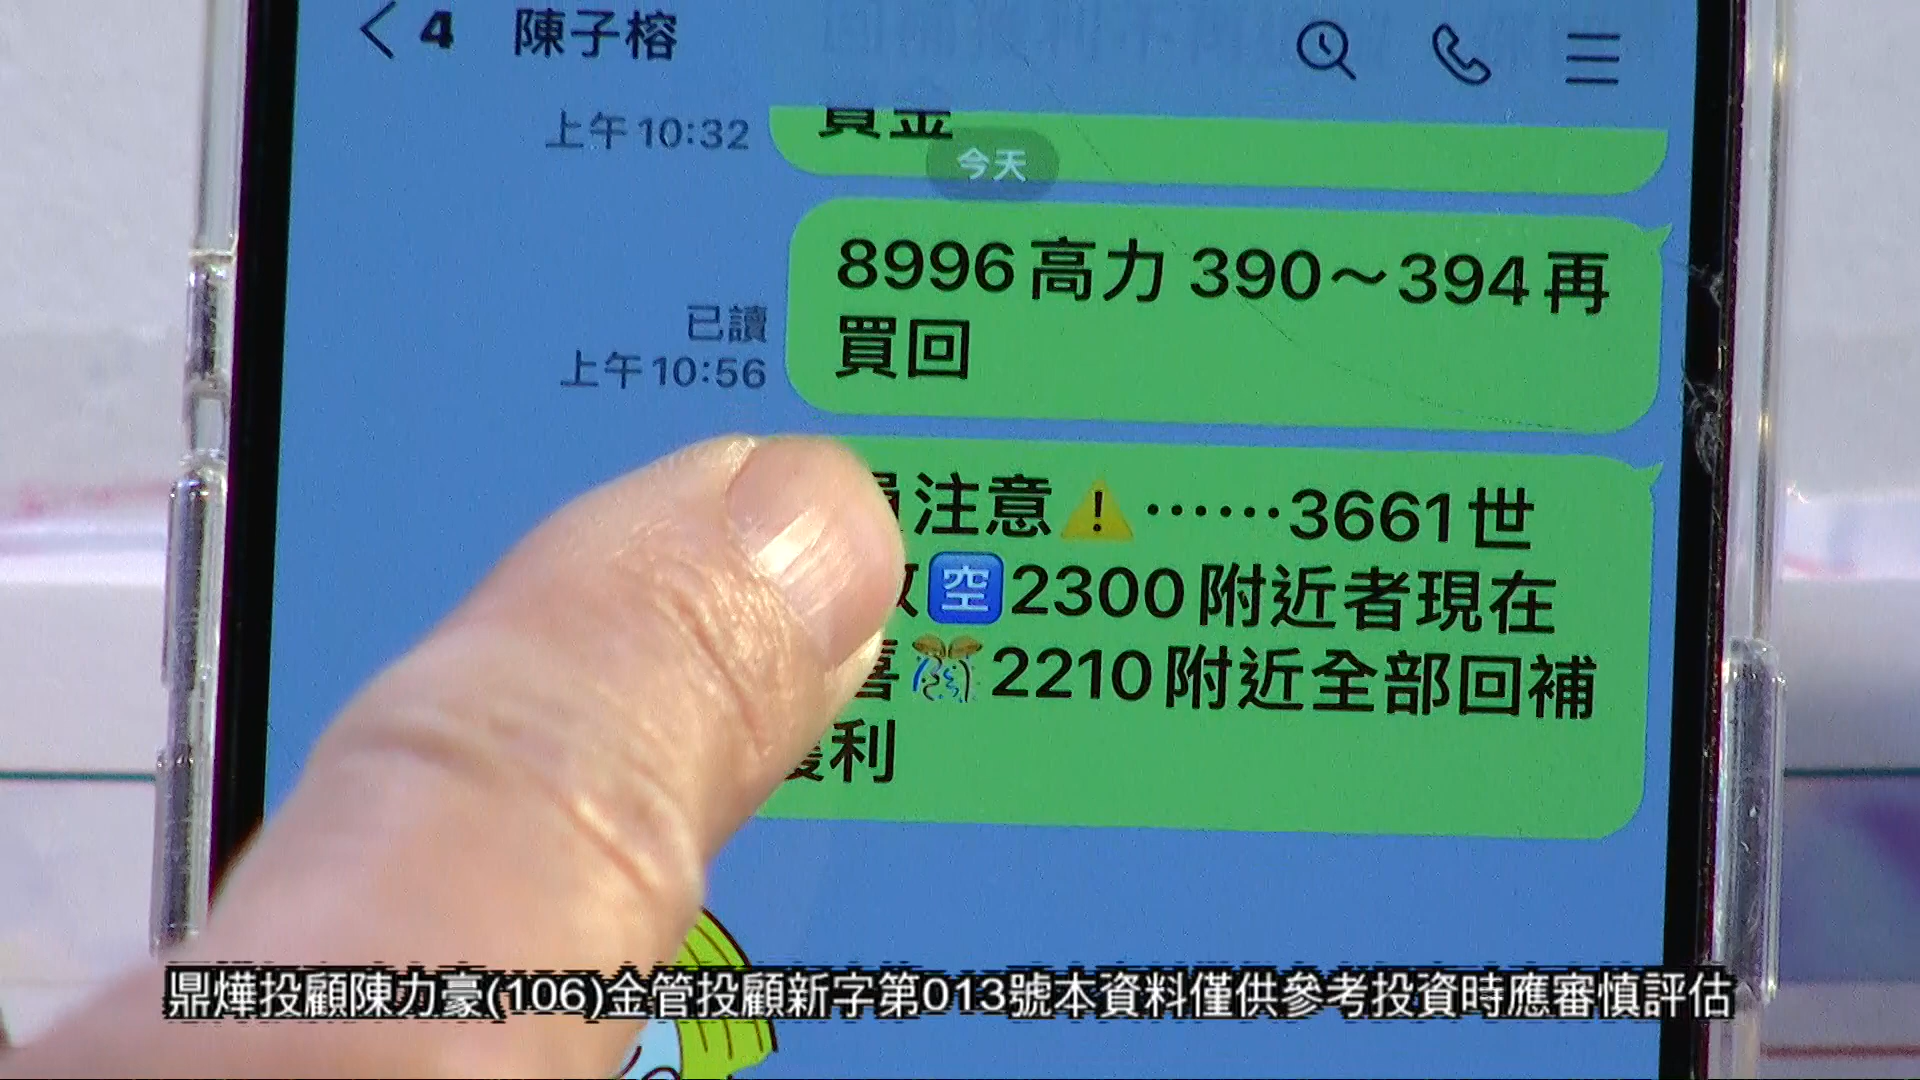 4 陳子榕
上午10:32
資金
今天
8996高力 390～394再
買回
已讀
上午10:56
注意⚠️⋯⋯3661世
🈳2300附近者現在
喜🎊2210附近全部回補
獲利
鼎燁投顧陳力豪(106)金管投顧新字第013號本資料僅供參考投資時應審慎評估